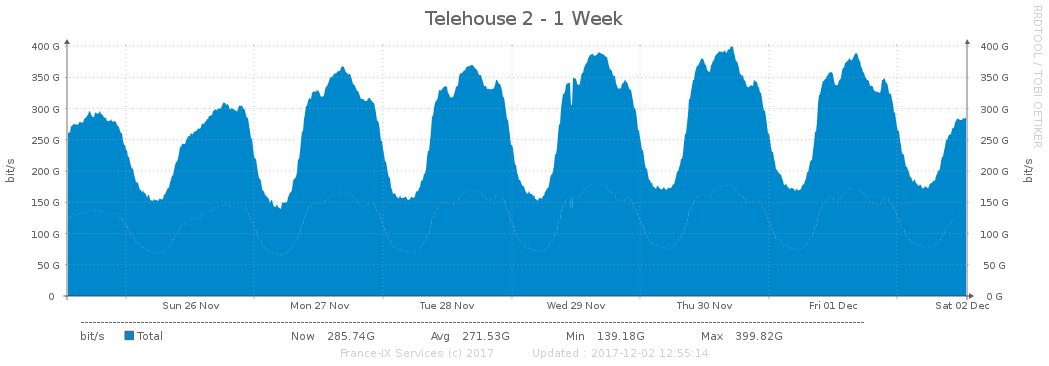 Telehouse 2 - 1 Week
RRDTOOL / TOBI OETIKER
400 G 400 G
350 G 350 G
300 G 300 G
250 G 250 G
200 G 200 G
150 G 150 G
100 G 100 G
50 G 50 G
0 0 G
bit/s
bit/s
Sun 26 Nov Mon 27 Nov Tue 28 Nov Wed 29 Nov Thu 30 Nov Fri 01 Dec Sat 02 Dec
bit/s Total Now 285.74G Avg 271.53G Min 139.18G Max 399.82G
France-IX Services (c) 2017 Updated : 2017-12-02 12:55:14